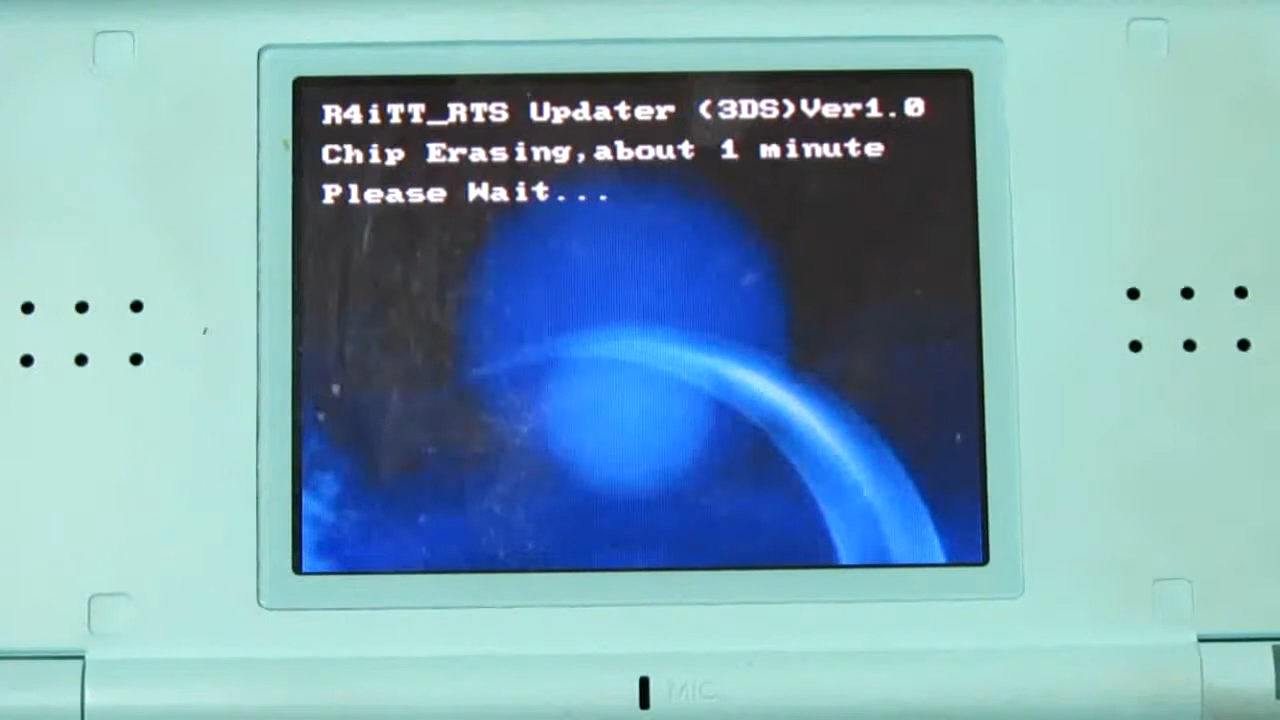 R4iTT_RTS Updater (3DS)Ver1.0
Chip Erasing,about 1 minute
Please Wait...
MIC